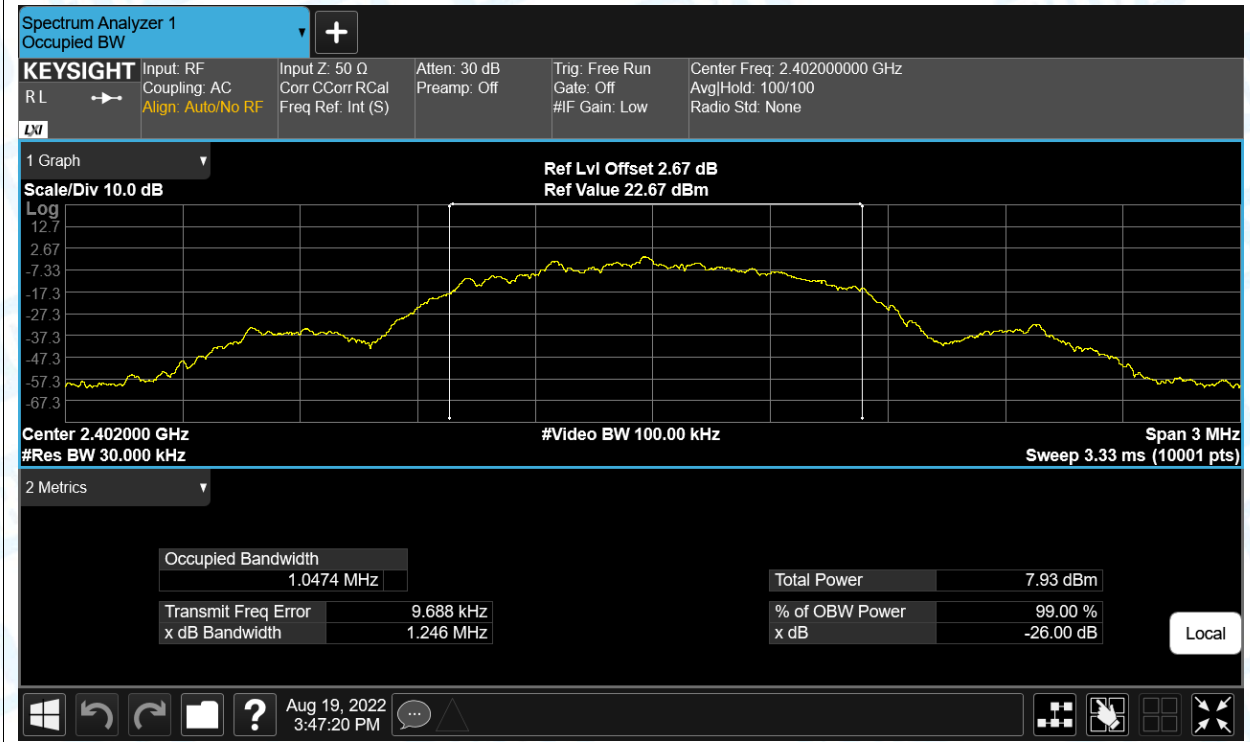 Spectrum Analyzer 1
Occupied BW
+
KEYSIGHT
R L
LXI
Input: RF
Coupling: AC
Align: Auto/No RF
Input Z: 50 Ω
Corr CCorr RCal
Freq Ref: Int (S)
Atten: 30 dB
Preamp: Off
Trig: Free Run
Gate: Off
#IF Gain: Low
Center Freq: 2.402000000 GHz
Avg|Hold: 100/100
Radio Std: None
1 Graph
Scale/Div 10.0 dB
Ref Lvl Offset 2.67 dB
Ref Value 22.67 dBm
Log
12.7
2.67
-7.33
-17.3
-27.3
-37.3
-47.3
-57.3
-67.3
Center 2.402000 GHz
#Video BW 100.00 kHz
Span 3 MHz
#Res BW 30.000 kHz
Sweep 3.33 ms (10001 pts)
2 Metrics
Occupied Bandwidth
1.0474 MHz
Total Power 7.93 dBm
Transmit Freq Error 9.688 kHz
% of OBW Power 99.00 %
x dB Bandwidth 1.246 MHz
x dB -26.00 dB
Local
?
Aug 19, 2022
3:47:20 PM